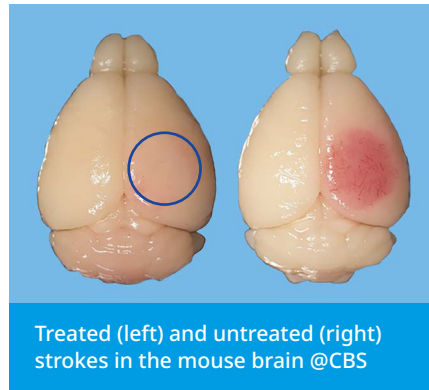 Treated (left) and untreated (right)
strokes in the mouse brain @CBS